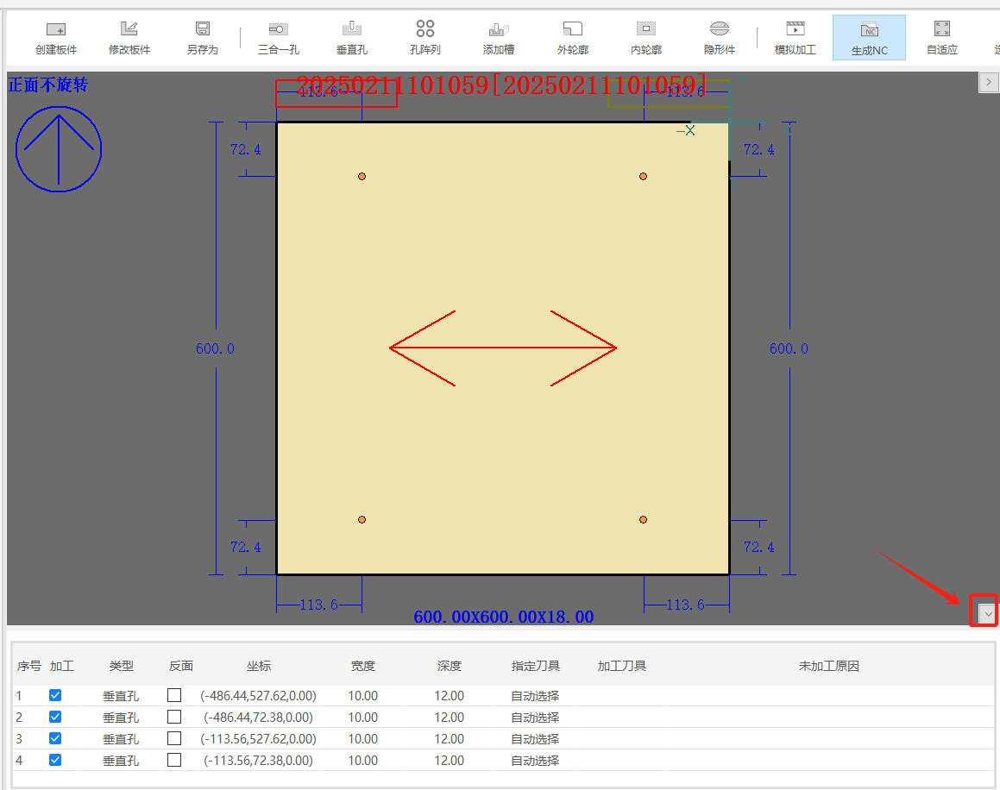 创建板件 修改板件 另存为 三合一孔 垂直孔 孔阵列 添加槽 外轮廓 内轮廓 隐形件 模拟加工 NC 生成NC 自适应
正面不旋转
20250211101059[20250211101059]
113.6 113.6
—X
72.4 72.4
600.0 600.0
72.4 72.4
113.6 113.6
600.00X600.00X18.00
序号 加工 类型 反面 坐标 宽度 深度 指定刀具 加工刀具 未加工原因
1 垂直孔 (-486.44,527.62,0.00) 10.00 12.00 自动选择
2 垂直孔 (-486.44,72.38,0.00) 10.00 12.00 自动选择
3 垂直孔 (-113.56,527.62,0.00) 10.00 12.00 自动选择
4 垂直孔 (-113.56,72.38,0.00) 10.00 12.00 自动选择